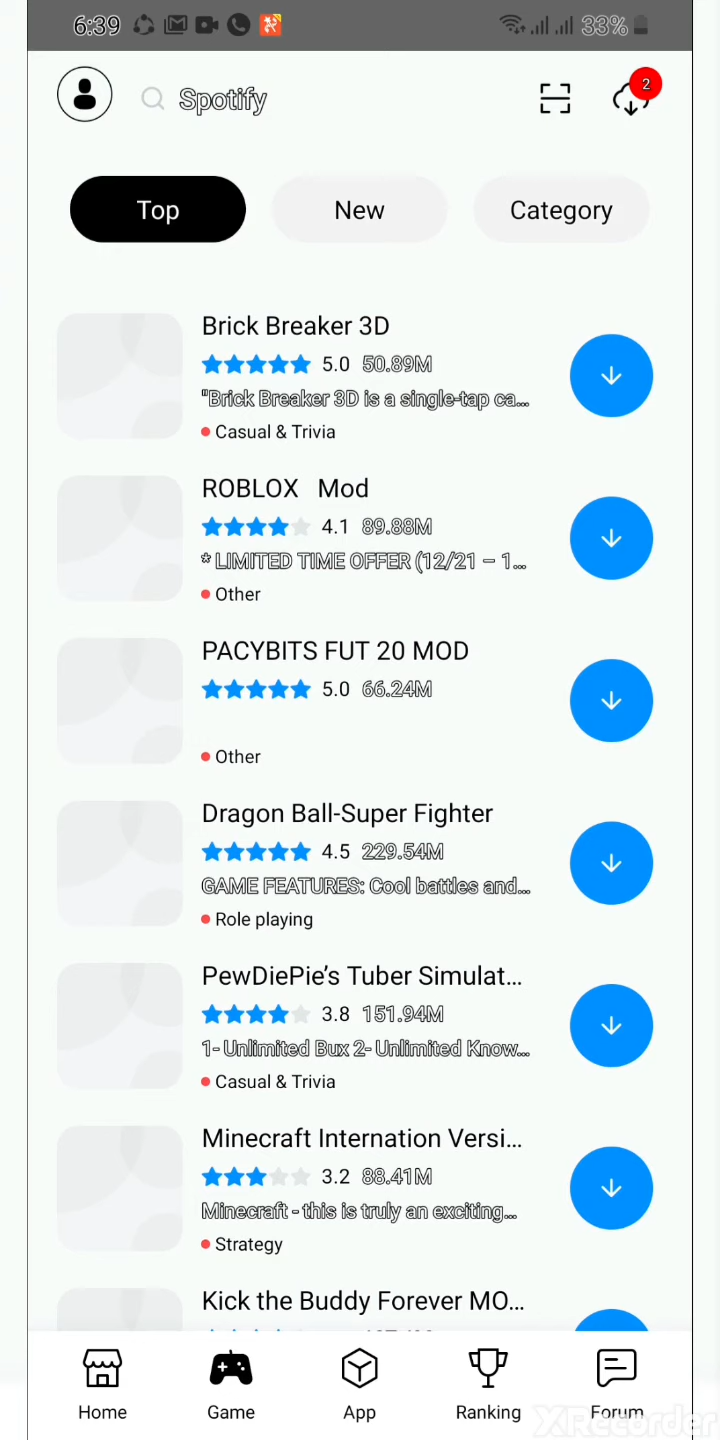 6:39
33%
Spotify
2
Top
New
Category
Brick Breaker 3D
5.0 50.89M
"Brick Breaker 3D is a single-tap ca...
Casual & Trivia
ROBLOX   Mod
4.1 89.88M
* LIMITED TIME OFFER (12/21 – 1...
Other
PACYBITS FUT 20 MOD
5.0 66.24M
Other
Dragon Ball-Super Fighter
4.5 229.54M
GAME FEATURES: Cool battles and...
Role playing
PewDiePie’s Tuber Simulat...
3.8 151.94M
1- Unlimited Bux 2- Unlimited Know...
Casual & Trivia
Minecraft Internation Versi...
3.2 88.41M
Minecraft - this is truly an exciting...
Strategy
Kick the Buddy Forever MO...
Home
Game
App
Ranking
Forum
XRecorder